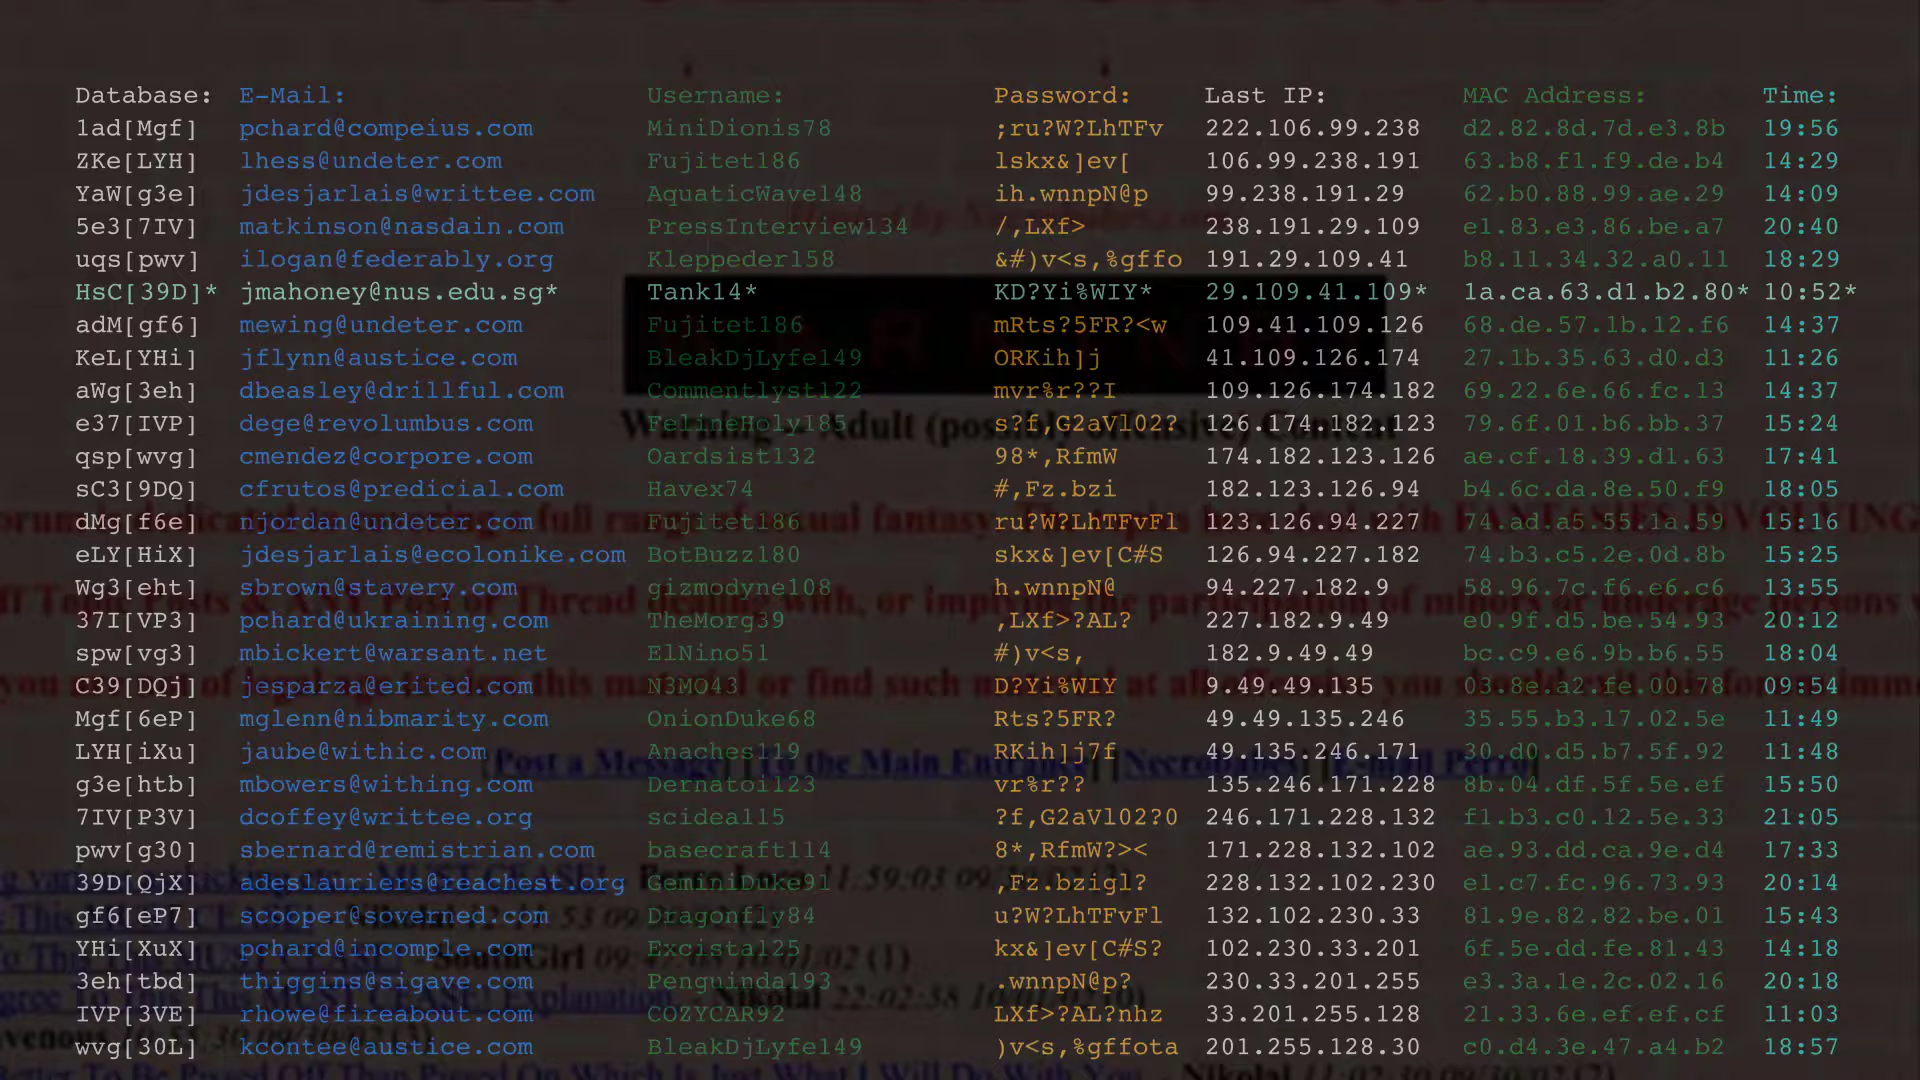 Database: E-Mail: Username: Password: Last IP: MAC Address: Time:
1ad[Mgf] pchard@compeius.com MiniDionis78 ;ru?W?LhTFv 222.106.99.238 d2.82.8d.7d.e3.8b 19:56
ZKe[LYH] lhess@undeter.com Fujitet186 lskx&]ev[ 106.99.238.191 63.b8.f1.f9.de.b4 14:29
YaW[g3e] jdesjarlais@writtee.com AquaticWave148 ih.wnnpN@p 99.238.191.29 62.b0.88.99.ae.29 14:09
5e3[7IV] matkinson@nasdain.com PressInterview134 /,LXf> 238.191.29.109 e1.83.e3.86.be.a7 20:40
uqs[pwv] ilogan@federably.org Kleppeder158 &#)v<s,%gffo 191.29.109.41 b8.11.34.32.a0.11 18:29
HsC[39D]* jmahoney@nus.edu.sg* Tank14* KD?Yi%WIY* 29.109.41.109* 1a.ca.63.d1.b2.80* 10:52*
adM[gf6] mewing@undeter.com Fujitet186 mRts?5FR?<w 109.41.109.126 68.de.57.1b.12.f6 14:37
KeL[YHi] jflynn@austice.com BleakDjLyfe149 ORKih]j 41.109.126.174 27.1b.35.63.d0.d3 11:26
aWg[3eh] dbeasley@drillful.com Commentlyst122 mvr%r??I 109.126.174.182 69.22.6e.66.fc.13 14:37
e37[IVP] dege@revolumbus.com FelineHoly185 s?f,G2aVl02? 126.174.182.123 79.6f.01.b6.bb.37 15:24
Warning - Adult (possibly offensive) Content
qsp[wvg] cmendez@corpore.com Oardsist132 98*,RfmW 174.182.123.126 ae.cf.18.39.d1.63 17:41
sC3[9DQ] cfrutos@predicial.com Havex74 #,Fz.bzi 182.123.126.94 b4.6c.da.8e.50.f9 18:05
dMg[f6e] njordan@undeter.com Fujitet186 ru?W?LhTFvFl 123.126.94.227 74.ad.a5.55.1a.59 15:16
eLY[HiX] jdesjarlais@ecolonike.com BotBuzz180 skx&]ev[C#S 126.94.227.182 74.b3.c5.2e.0d.8b 15:25
Wg3[eht] sbrown@stavery.com gizmodyne108 h.wnnpN@ 94.227.182.9 58.96.7c.f6.e6.c6 13:55
37I[VP3] pchard@ukraining.com TheMorg39 ,LXf>?AL? 227.182.9.49 e0.9f.d5.be.54.93 20:12
spw[vg3] mbickert@warsant.net ElNino51 #)v<s, 182.9.49.49 bc.c9.e6.9b.b6.55 18:04
C39[DQj] jesparza@erited.com N3MO43 D?Yi%WIY 9.49.49.135 03.8e.a2.fe.00.78 09:54
Mgf[6eP] mglenn@nibmarity.com OnionDuke68 Rts?5FR? 49.49.135.246 35.55.b3.17.02.5e 11:49
LYH[iXu] jaube@withic.com Anaches119 RKih]j7f 49.135.246.171 30.d0.d5.b7.5f.92 11:48
g3e[htb] mbowers@withing.com Dernatoi123 vr%r?? 135.246.171.228 8b.04.df.5f.5e.ef 15:50
7IV[P3V] dcoffey@writtee.org scidea115 ?f,G2aVl02?0 246.171.228.132 f1.b3.c0.12.5e.33 21:05
pwv[g30] sbernard@remistrian.com basecraft114 8*,RfmW?>< 171.228.132.102 ae.93.dd.ca.9e.d4 17:33
39D[QjX] adeslauriers@reachest.org GeminiDuke91 ,Fz.bzigl? 228.132.102.230 e1.c7.fc.96.73.93 20:14
gf6[eP7] scooper@soverned.com Dragonfly84 u?W?LhTFvFl 132.102.230.33 81.9e.82.82.be.01 15:43
YHi[XuX] pchard@incomple.com Excista125 kx&]ev[C#S? 102.230.33.201 6f.5e.dd.fe.81.43 14:18
3eh[tbd] thiggins@sigave.com Penguinda193 .wnnpN@p? 230.33.201.255 e3.3a.1e.2c.02.16 20:18
IVP[3VE] rhowe@fireabout.com COZYCAR92 LXf>?AL?nhz 33.201.255.128 21.33.6e.ef.ef.cf 11:03
wvg[30L] kcontee@austice.com BleakDjLyfe149 )v<s,%gffota 201.255.128.30 c0.d4.3e.47.a4.b2 18:57